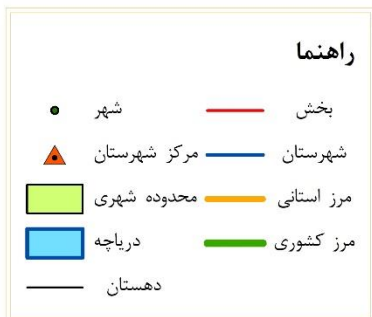 راهنما
بخش شهر
شهرستان مرکز شهرستان
مرز استانی محدوده شهری
مرز کشوری دریاچه
دهستان